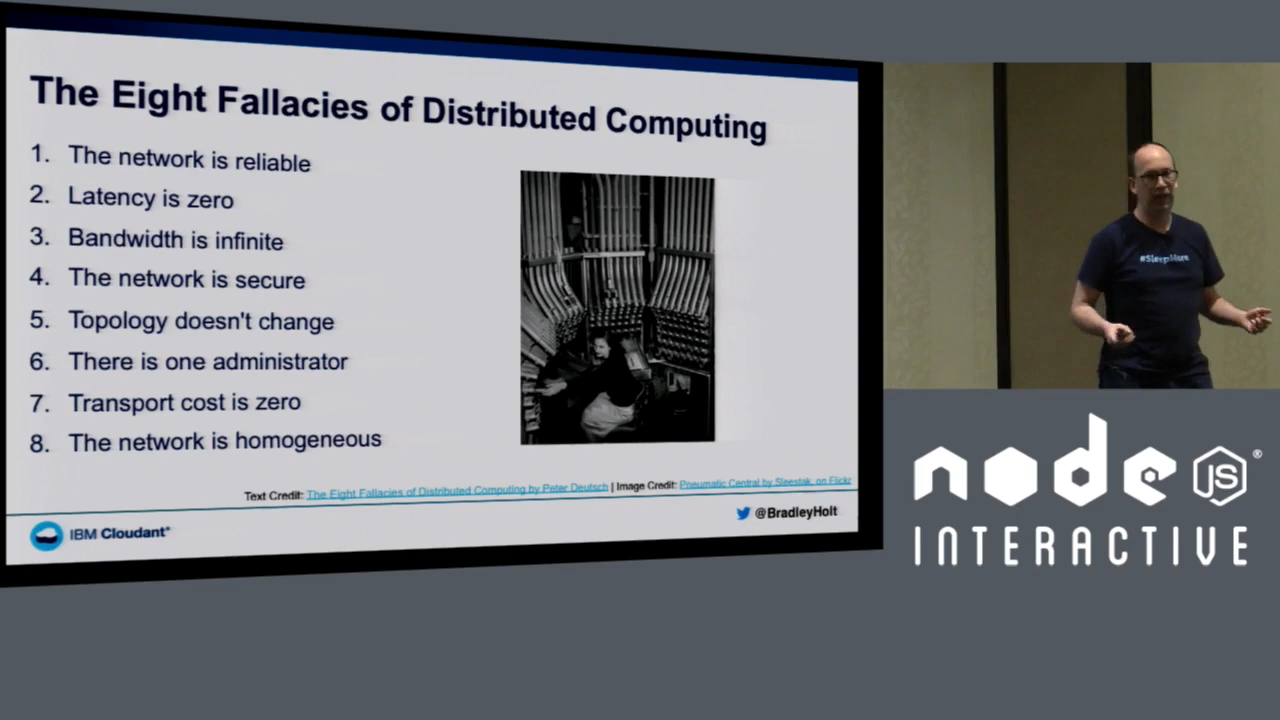 The Eight Fallacies of Distributed Computing
1. The network is reliable
2. Latency is zero
3. Bandwidth is infinite
4. The network is secure
5. Topology doesn't change
6. There is one administrator
7. Transport cost is zero
8. The network is homogeneous
Text Credit: The Eight Fallacies of Distributed Computing by Peter Deutsch | Image Credit: Pneumatic Central by Sleestak, on Flickr
IBM Cloudant®
@BradleyHolt
#SleepMore
node JS®
INTERACTIVE